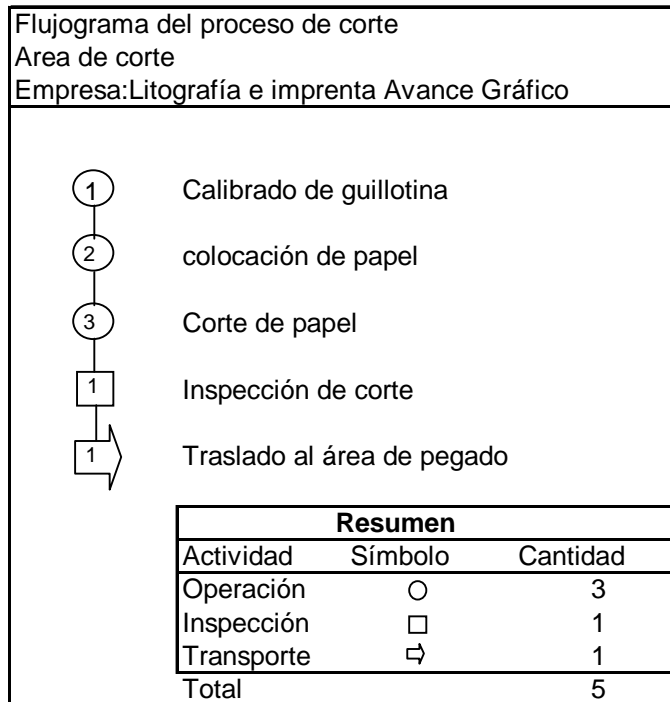 Flujograma del proceso de corte
Area de corte
Empresa:Litografía e imprenta Avance Gráfico
1 Calibrado de guillotina
2 colocación de papel
3 Corte de papel
1 Inspección de corte
1 Traslado al área de pegado
Resumen
Actividad Símbolo Cantidad
Operación 3
Inspección 1
Transporte 1
Total 5